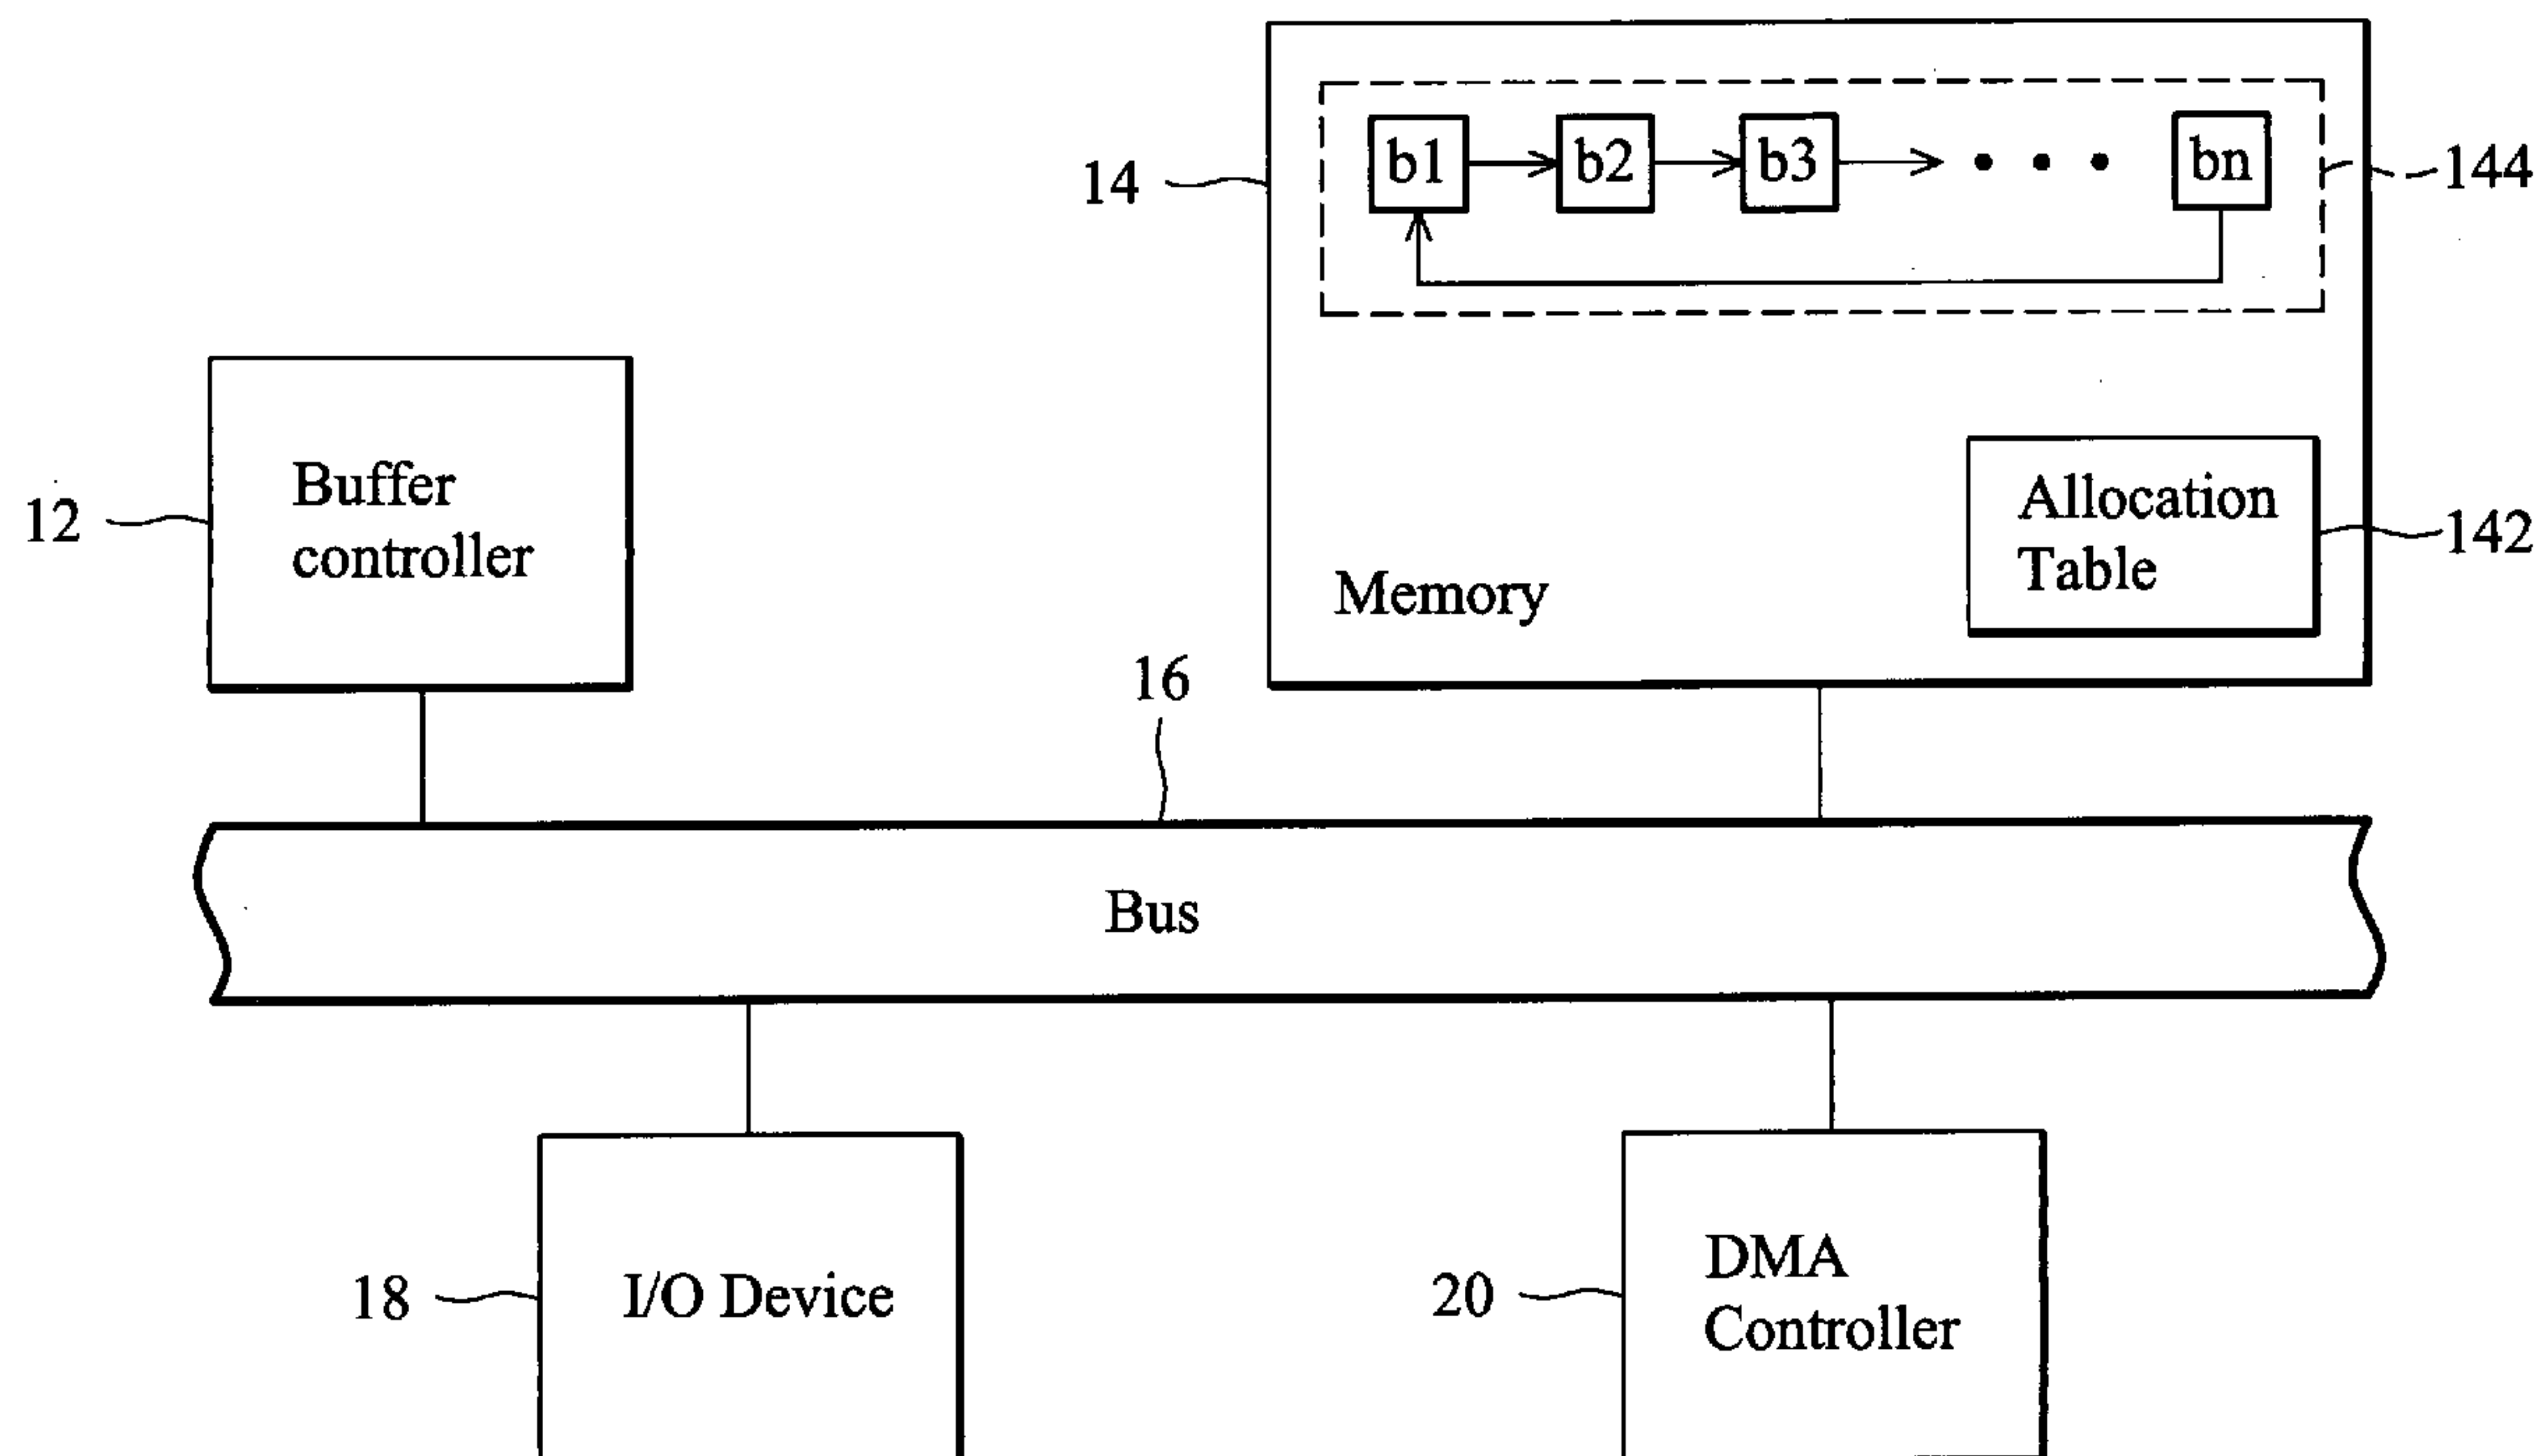 b1 b2 b3 • • • bn
144
14
Buffer
controller
12
Allocation
Table
142
Memory
16
Bus
18
I/O Device
20
DMA
Controller